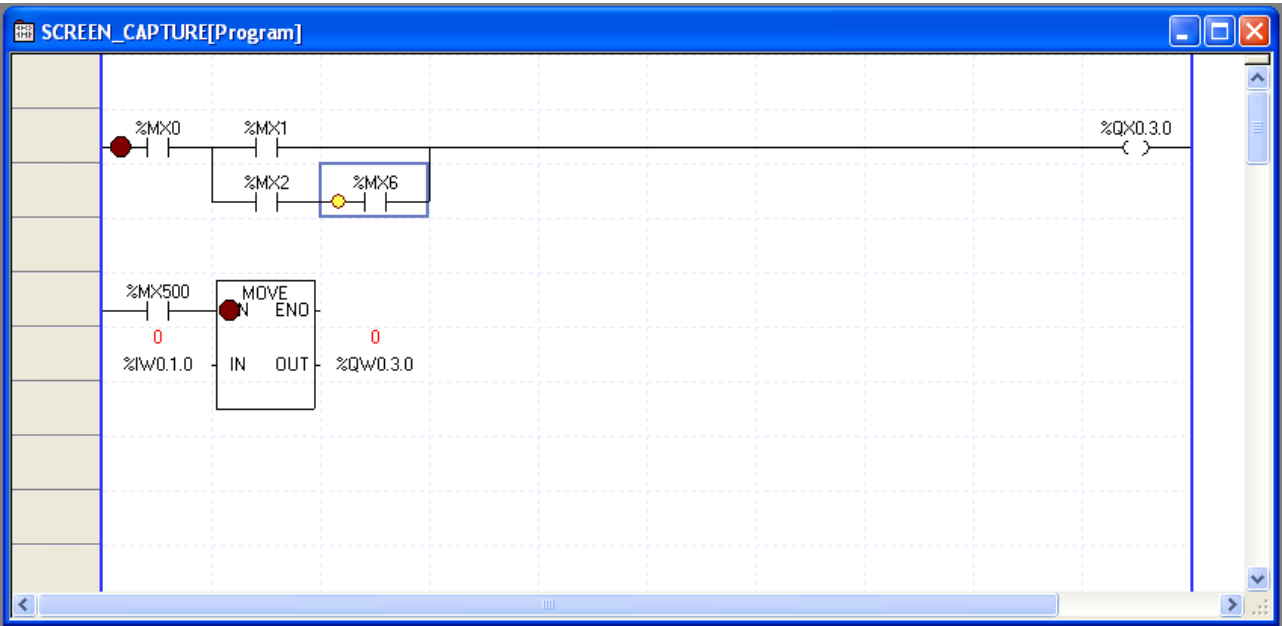 SCREEN_CAPTURE[Program]
%MX0 %MX1 %QX0.3.0
%MX2 %MX6
%MX500 MOVE
N ENO
0 0
%IW0.1.0 IN OUT %QW0.3.0